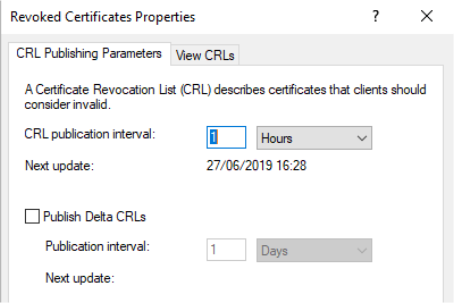 Revoked Certificates Properties ? ×
CRL Publishing Parameters View CRLs
A Certificate Revocation List (CRL) describes certificates that clients should
consider invalid.
CRL publication interval: 1 Hours
Next update: 27/06/2019 16:28
Publish Delta CRLs
Publication interval: 1 Days
Next update: